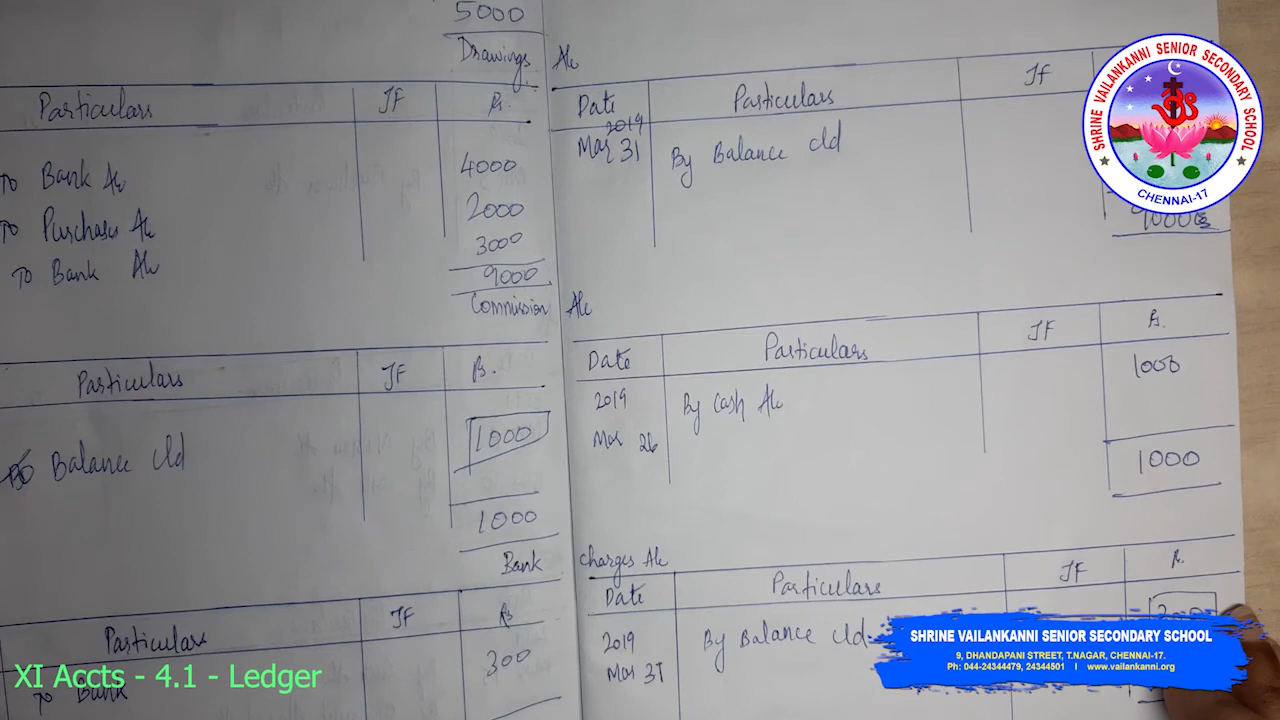 5000
Drawings A/c
Particulars JF Rs. Date Particulars JF
2019
Mar 31 By Balance c/d
To Bank A/c 4000
To Purchases A/c 2000
To Bank A/c 3000
9000 9000
Commission A/c
Particulars JF Rs. Date Particulars JF Rs.
2019 By Cash A/c 1000
Mar 26
Balance c/d 1000
1000 1000
Bank charges A/c
Particulars JF Rs Date Particulars JF Rs.
To Bank 300 2019 By Balance c/d
Mar 31
SHRINE VAILANKANNI SENIOR SECONDARY SCHOOL
CHENNAI-17
SHRINE VAILANKANNI SENIOR SECONDARY SCHOOL
9, DHANDAPANI STREET, T.NAGAR, CHENNAI-17.
Ph: 044-24344479, 24344501 I www.vailankanni.org
XI Accts - 4.1 - Ledger